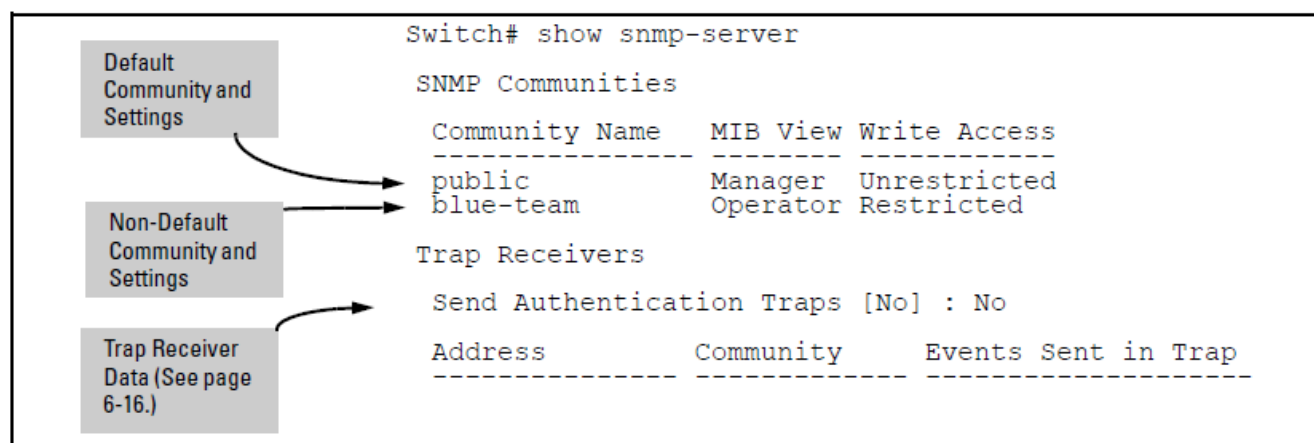 Switch# show snmp-server
Default
Community and
Settings
SNMP Communities
Community Name MIB View Write Access
---------------- -------- ------------
public Manager Unrestricted
blue-team Operator Restricted
Non-Default
Community and
Settings
Trap Receivers
Send Authentication Traps [No] : No
Trap Receiver
Data (See page
6-16.)
Address Community Events Sent in Trap
--------------- ------------- --------------------